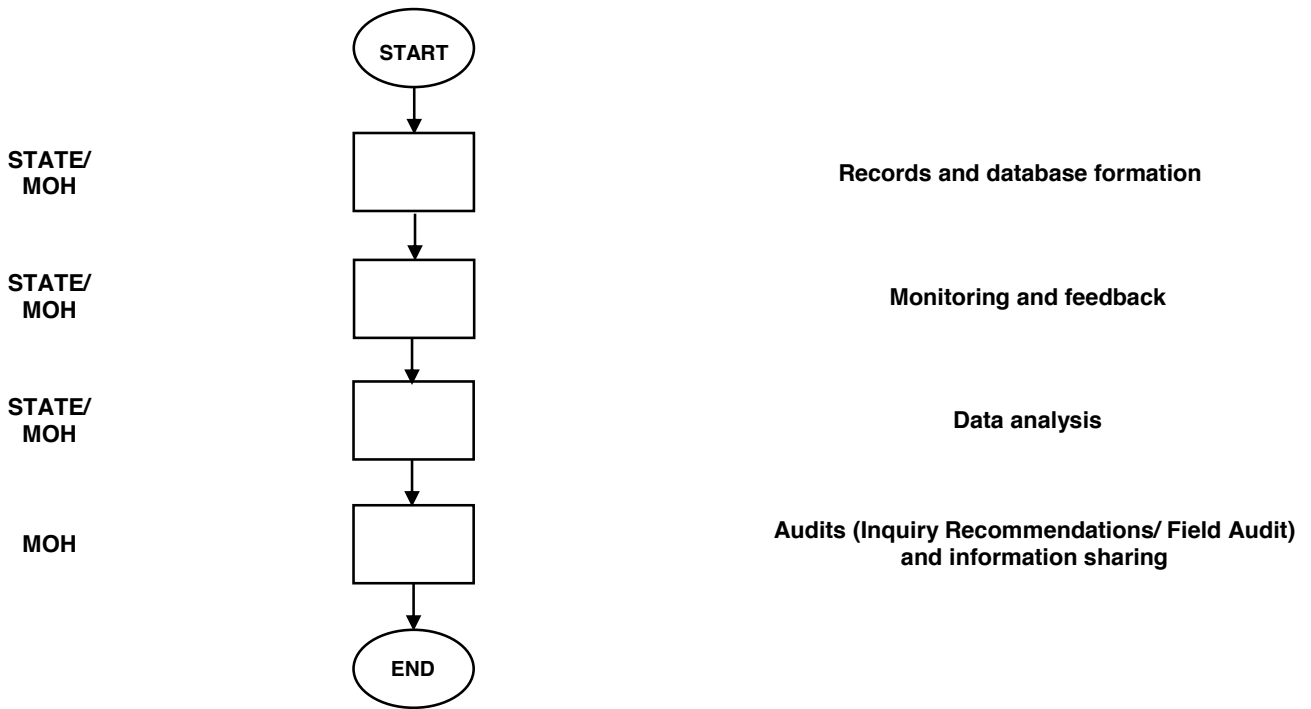 START
STATE/
MOH
Records and database formation
STATE/
MOH
Monitoring and feedback
STATE/
MOH
Data analysis
MOH
Audits (Inquiry Recommendations/ Field Audit)
and information sharing
END